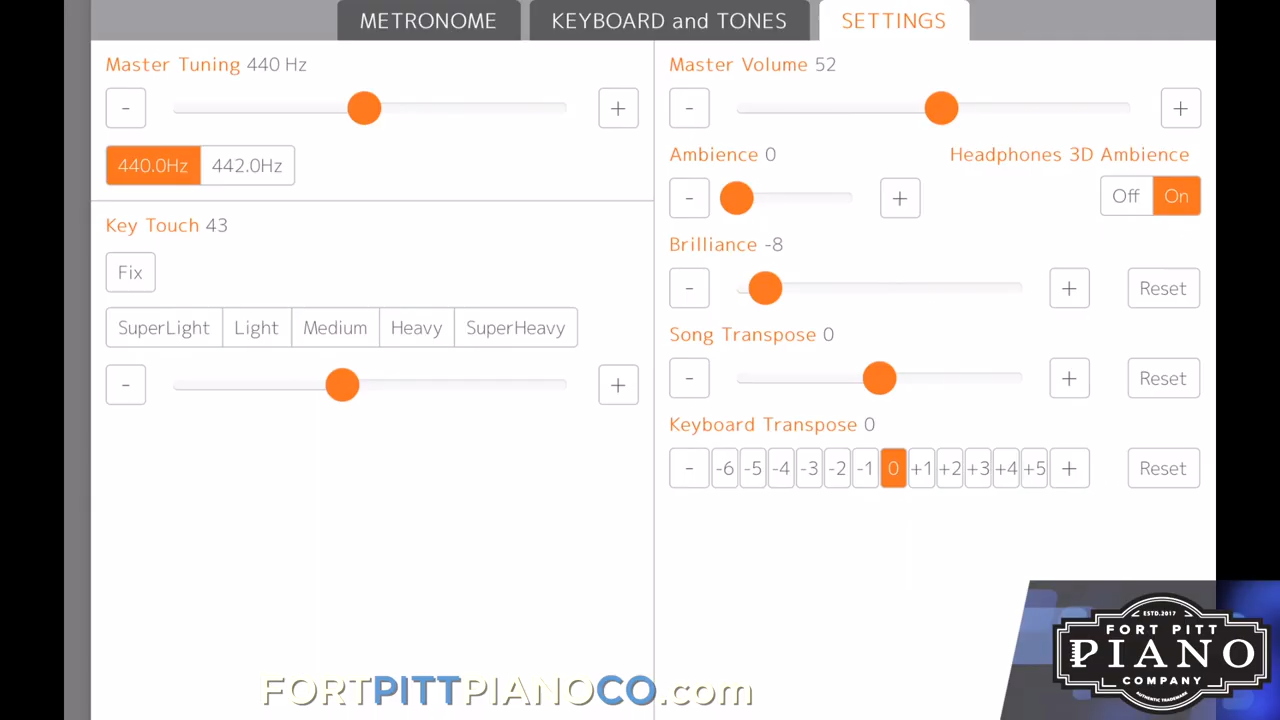 METRONOME
KEYBOARD and TONES
SETTINGS
Master Tuning 440 Hz
- +
440.0Hz 442.0Hz
Key Touch 43
Fix
SuperLight Light Medium Heavy SuperHeavy
- +
Master Volume 52
- +
Ambience 0
Headphones 3D Ambience
- +
Off On
Brilliance -8
- + Reset
Song Transpose 0
- + Reset
Keyboard Transpose 0
- -6 -5 -4 -3 -2 -1 0 +1 +2 +3 +4 +5 + Reset
FORTPITTPIANOCO.com
ESTD.2017
FORT PITT
PIANO
COMPANY
AUTHENTIC TRADEMARK